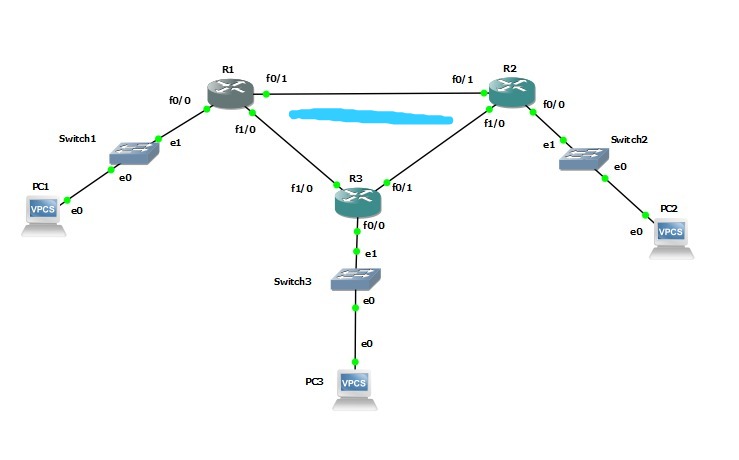 R1
R2
f0/1
f0/1
f0/0
f0/0
f1/0
f1/0
Switch1
e1
e0
PC1
VPCS
e0
Switch2
e1
e0
PC2
VPCS
e0
R3
f1/0
f0/1
f0/0
e1
Switch3
e0
e0
PC3
VPCS